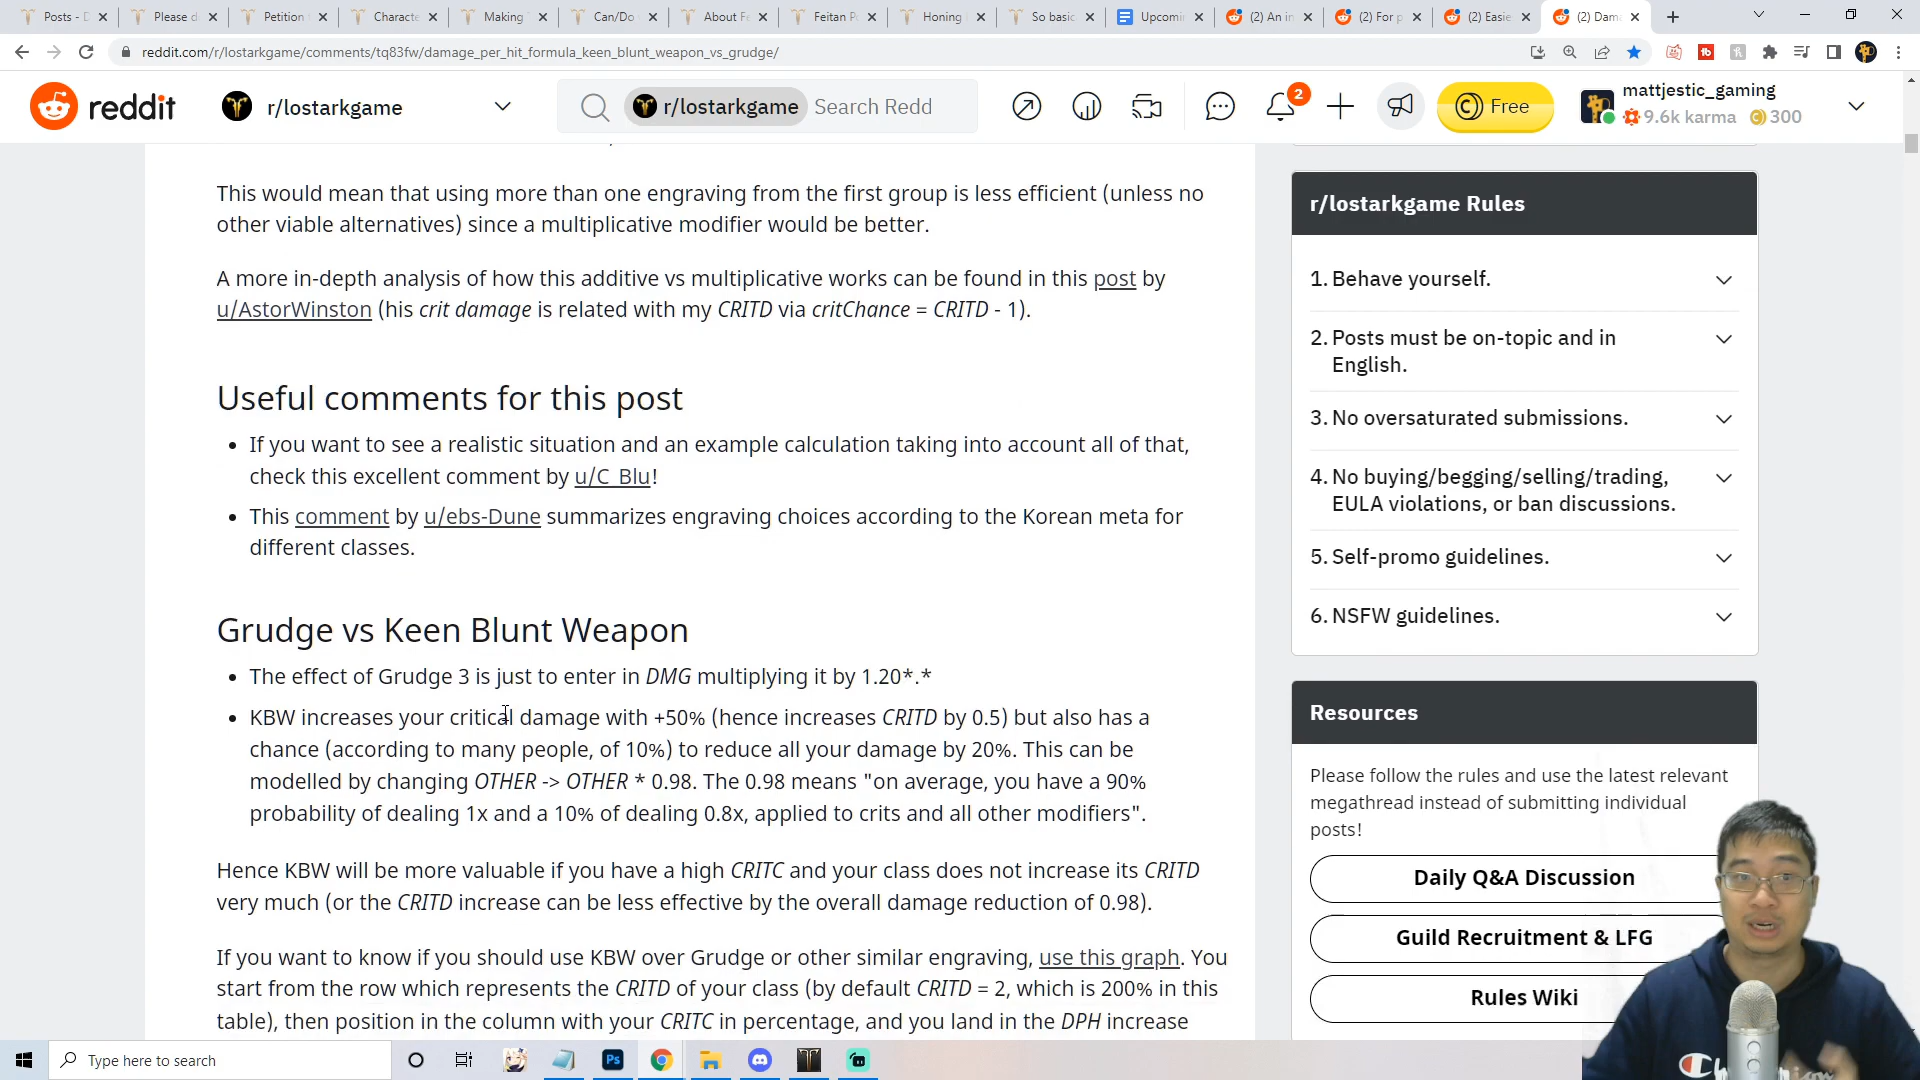 Posts - D
Please d
Petition
Characte
Making
Can/Do
About Fe
Feitan P
Honing
So basic
Upcomin
(2) An in
(2) For p
(2) Easie
(2) Dam
reddit.com/r/lostarkgame/comments/tq83fw/damage_per_hit_formula_keen_blunt_weapon_vs_grudge/
reddit
r/lostarkgame
r/lostarkgame Search Redd
2
Free
mattjestic_gaming
9.6k karma 300
This would mean that using more than one engraving from the first group is less efficient (unless no
other viable alternatives) since a multiplicative modifier would be better.
A more in-depth analysis of how this additive vs multiplicative works can be found in this post by
u/AstorWinston (his crit damage is related with my CRITD via critChance = CRITD - 1).
Useful comments for this post
• If you want to see a realistic situation and an example calculation taking into account all of that,
check this excellent comment by u/C_Blu!
• This comment by u/ebs-Dune summarizes engraving choices according to the Korean meta for
different classes.
Grudge vs Keen Blunt Weapon
• The effect of Grudge 3 is just to enter in DMG multiplying it by 1.20*.*
• KBW increases your critical damage with +50% (hence increases CRITD by 0.5) but also has a
chance (according to many people, of 10%) to reduce all your damage by 20%. This can be
modelled by changing OTHER -> OTHER * 0.98. The 0.98 means "on average, you have a 90%
probability of dealing 1x and a 10% of dealing 0.8x, applied to crits and all other modifiers".
Hence KBW will be more valuable if you have a high CRITC and your class does not increase its CRITD
very much (or the CRITD increase can be less effective by the overall damage reduction of 0.98).
If you want to know if you should use KBW over Grudge or other similar engraving, use this graph. You
start from the row which represents the CRITD of your class (by default CRITD = 2, which is 200% in this
table), then position in the column with your CRITC in percentage, and you land in the DPH increase
r/lostarkgame Rules
1. Behave yourself.
2. Posts must be on-topic and in
English.
3. No oversaturated submissions.
4. No buying/begging/selling/trading,
EULA violations, or ban discussions.
5. Self-promo guidelines.
6. NSFW guidelines.
Resources
Please follow the rules and use the latest relevant
megathread instead of submitting individual
posts!
Daily Q&A Discussion
Guild Recruitment & LFG
Rules Wiki
Type here to search
Ps
Champion